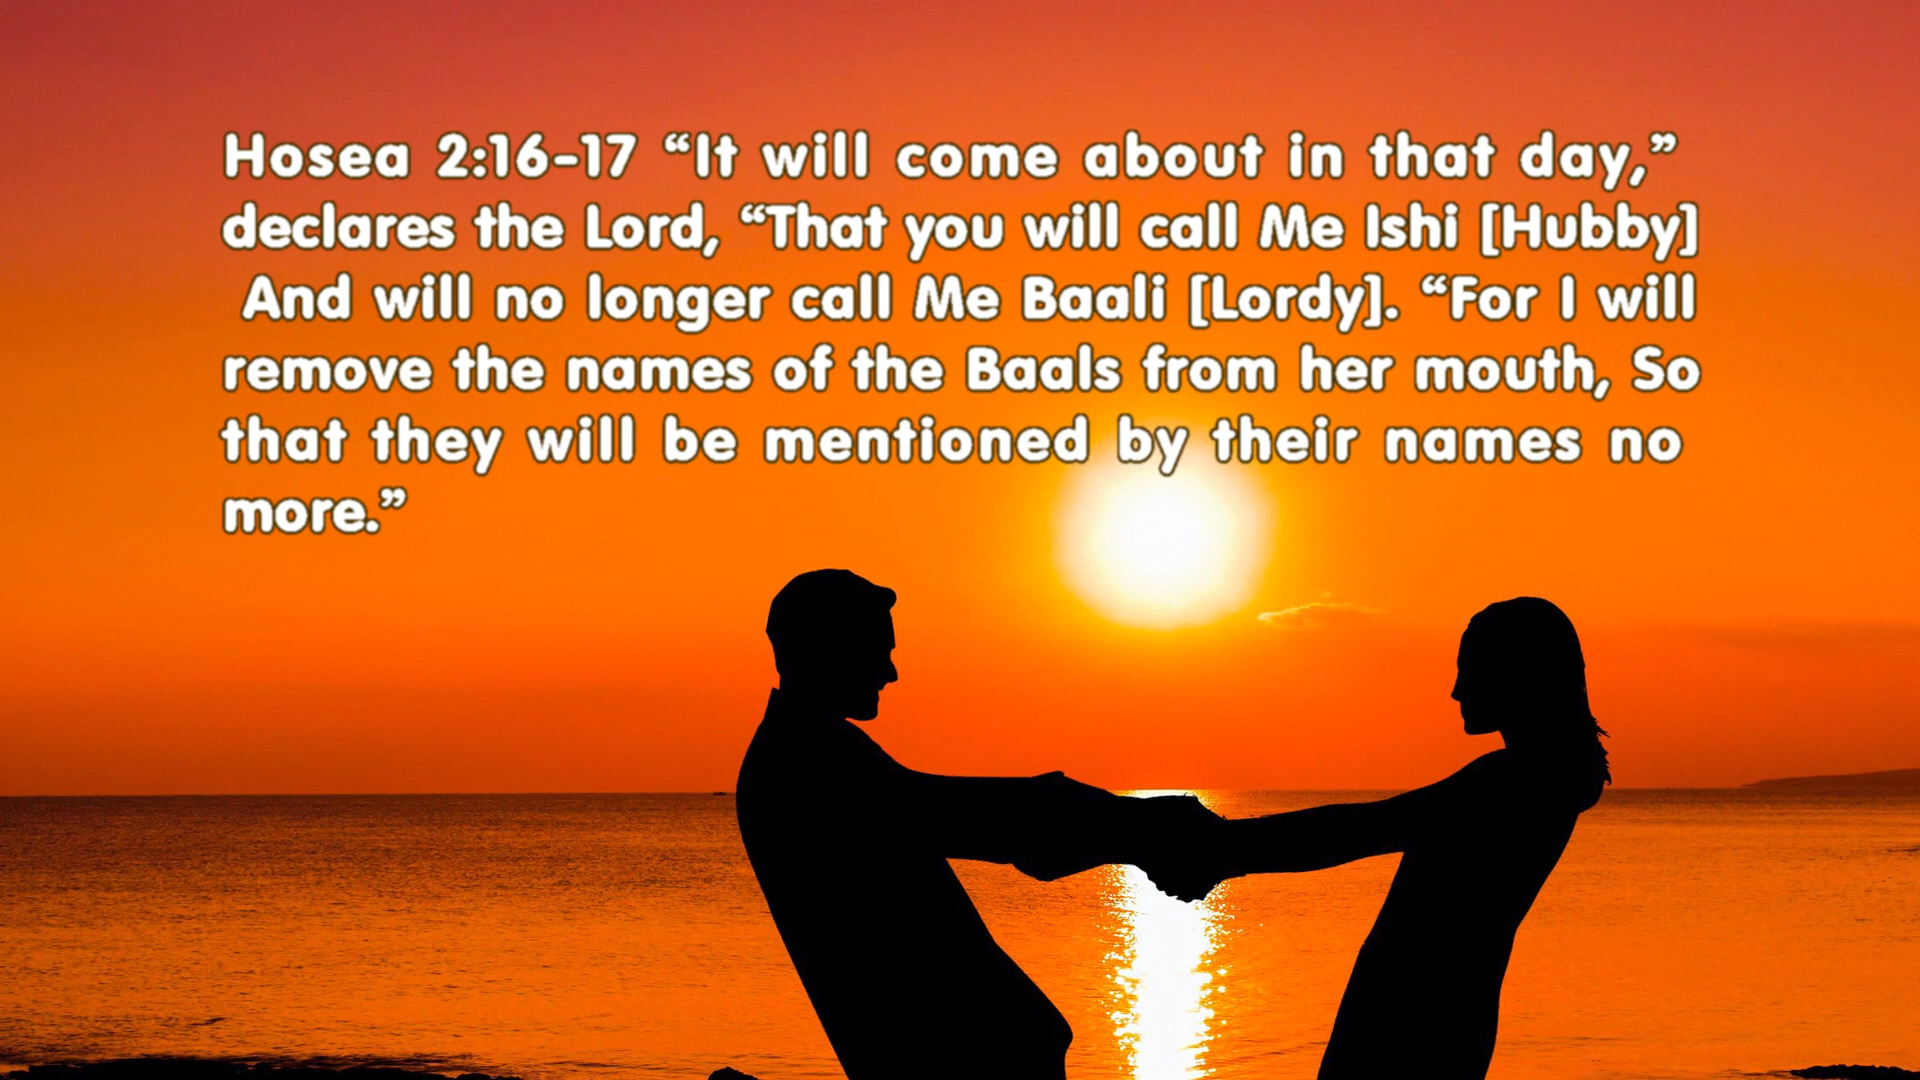 Hosea 2:16-17 “It will come about in that day,”
declares the Lord, “That you will call Me Ishi [Hubby]
And will no longer call Me Baali [Lordy]. “For I will
remove the names of the Baals from her mouth, So
that they will be mentioned by their names no
more.”